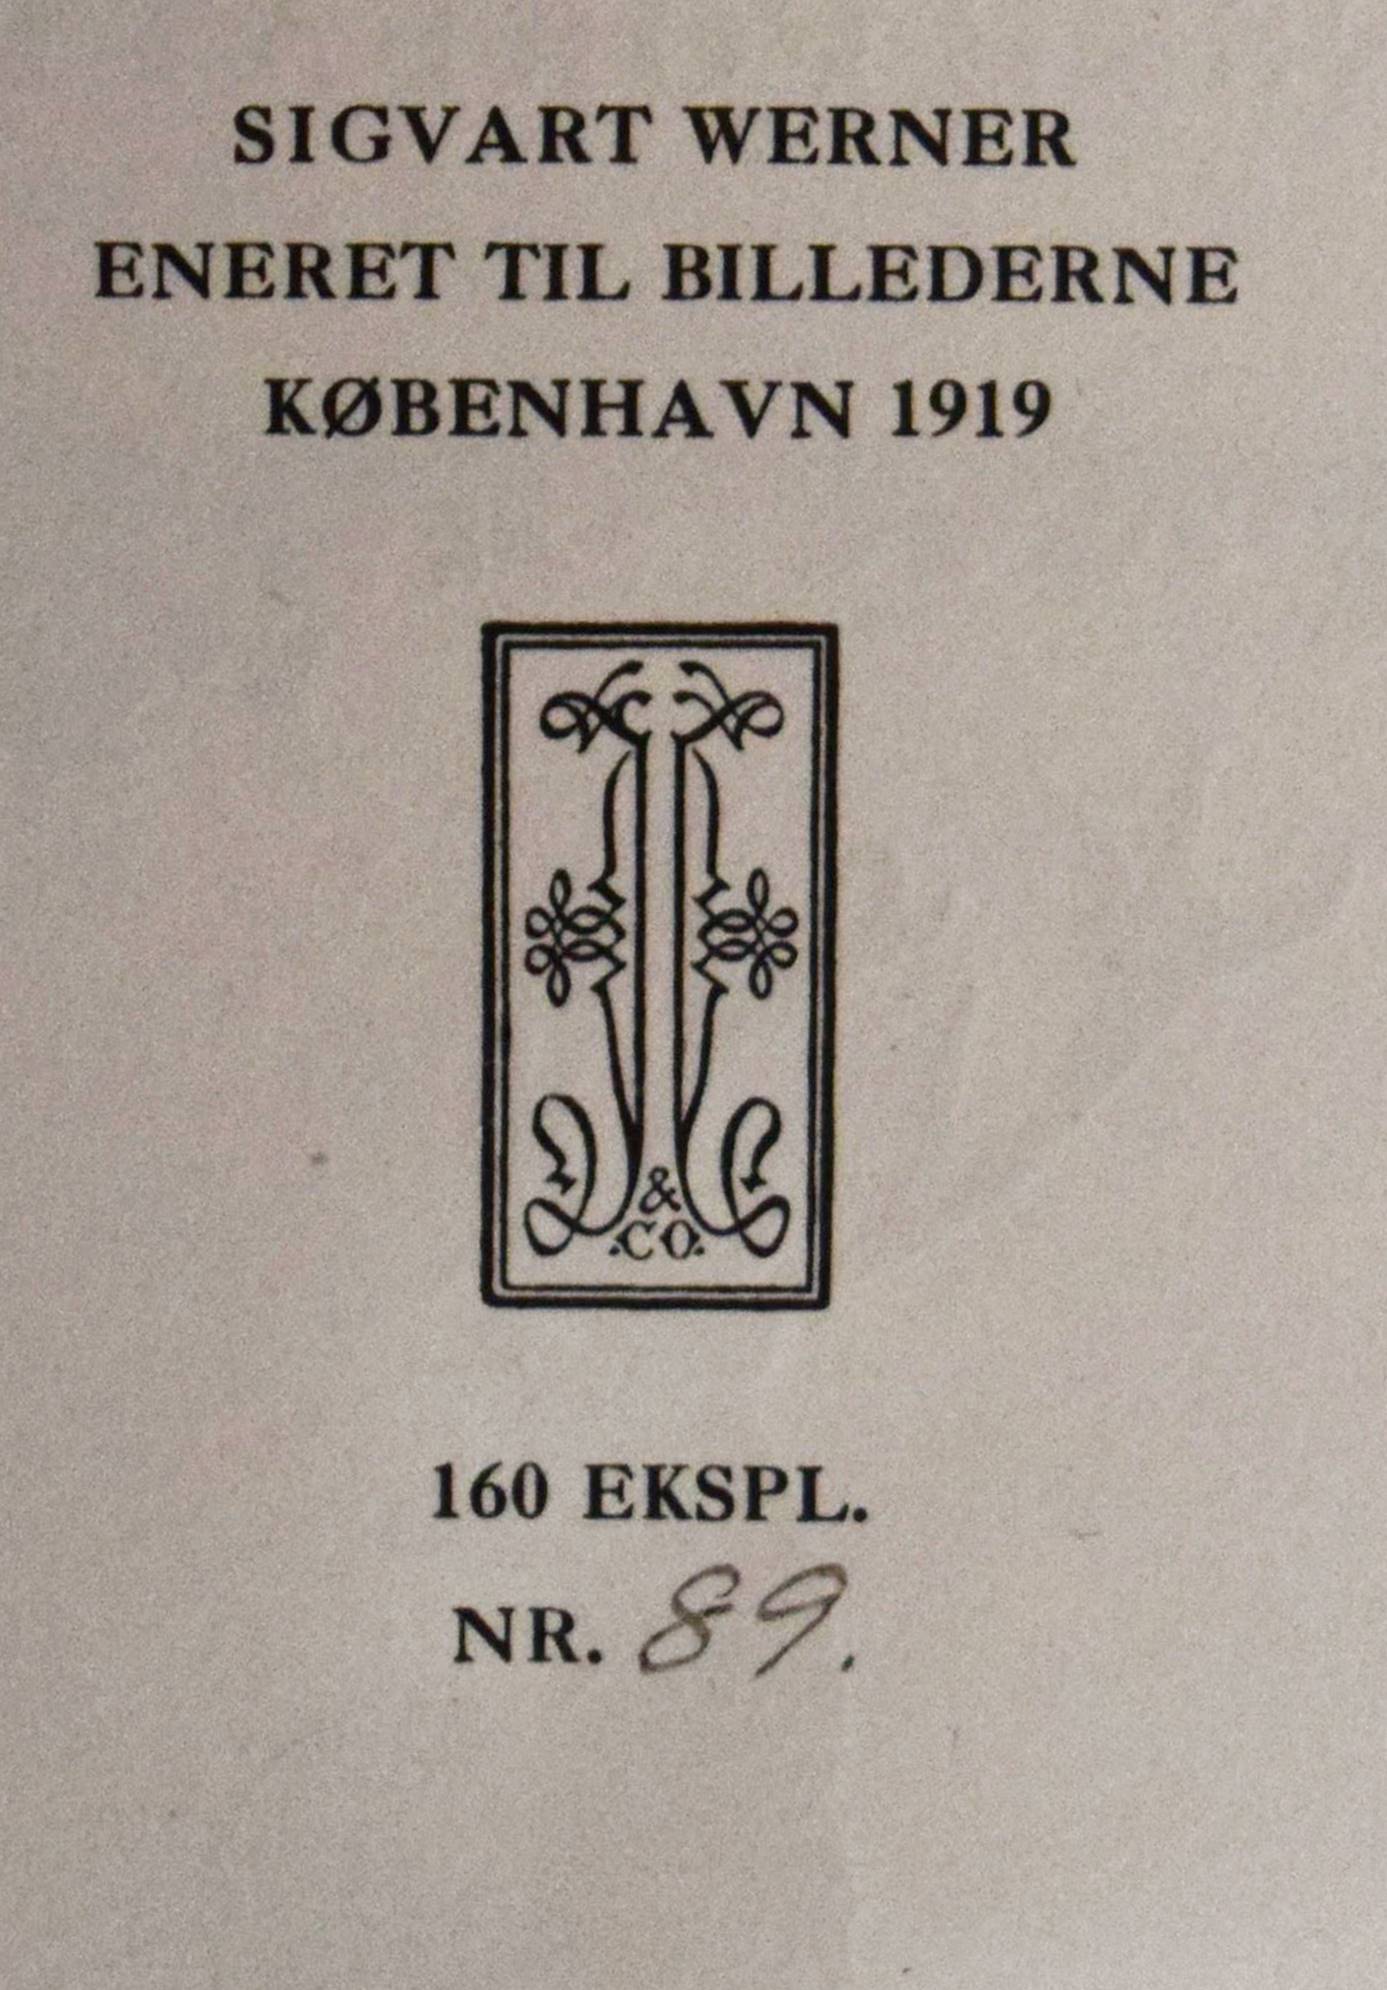 SIGVART WERNER
ENERET TIL BILLEDERNE
KØBENHAVN 1919
&
.CO.
160 EKSPL.
NR. 89.